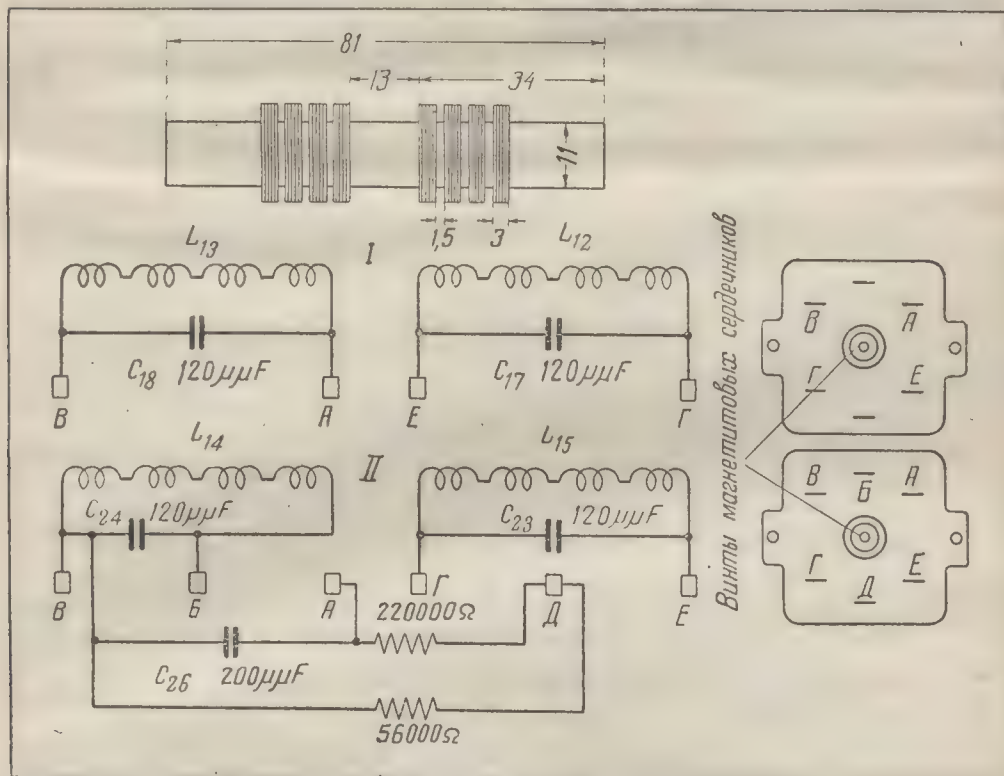 81
13
34
11
1,5
3
L₁₃
I
L₁₂
C₁₈ 120μμF
C₁₇ 120μμF
В
А
Е
Г
L₁₄
II
L₁₅
C₂₄ 120μμF
C₂₃ 120μμF
В
Б
А
Г
Д
Е
220000Ω
C₂₆ 200μμF
56000Ω
Винты магнетитовых сердечников
В
А
Г
Е
В
Б
А
Г
Д
Е